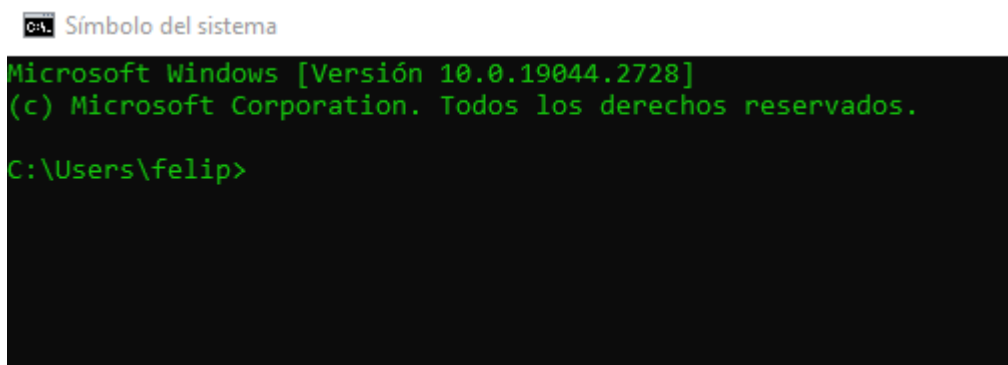 Símbolo del sistema
Microsoft Windows [Versión 10.0.19044.2728]
(c) Microsoft Corporation. Todos los derechos reservados.
C:\Users\felip>